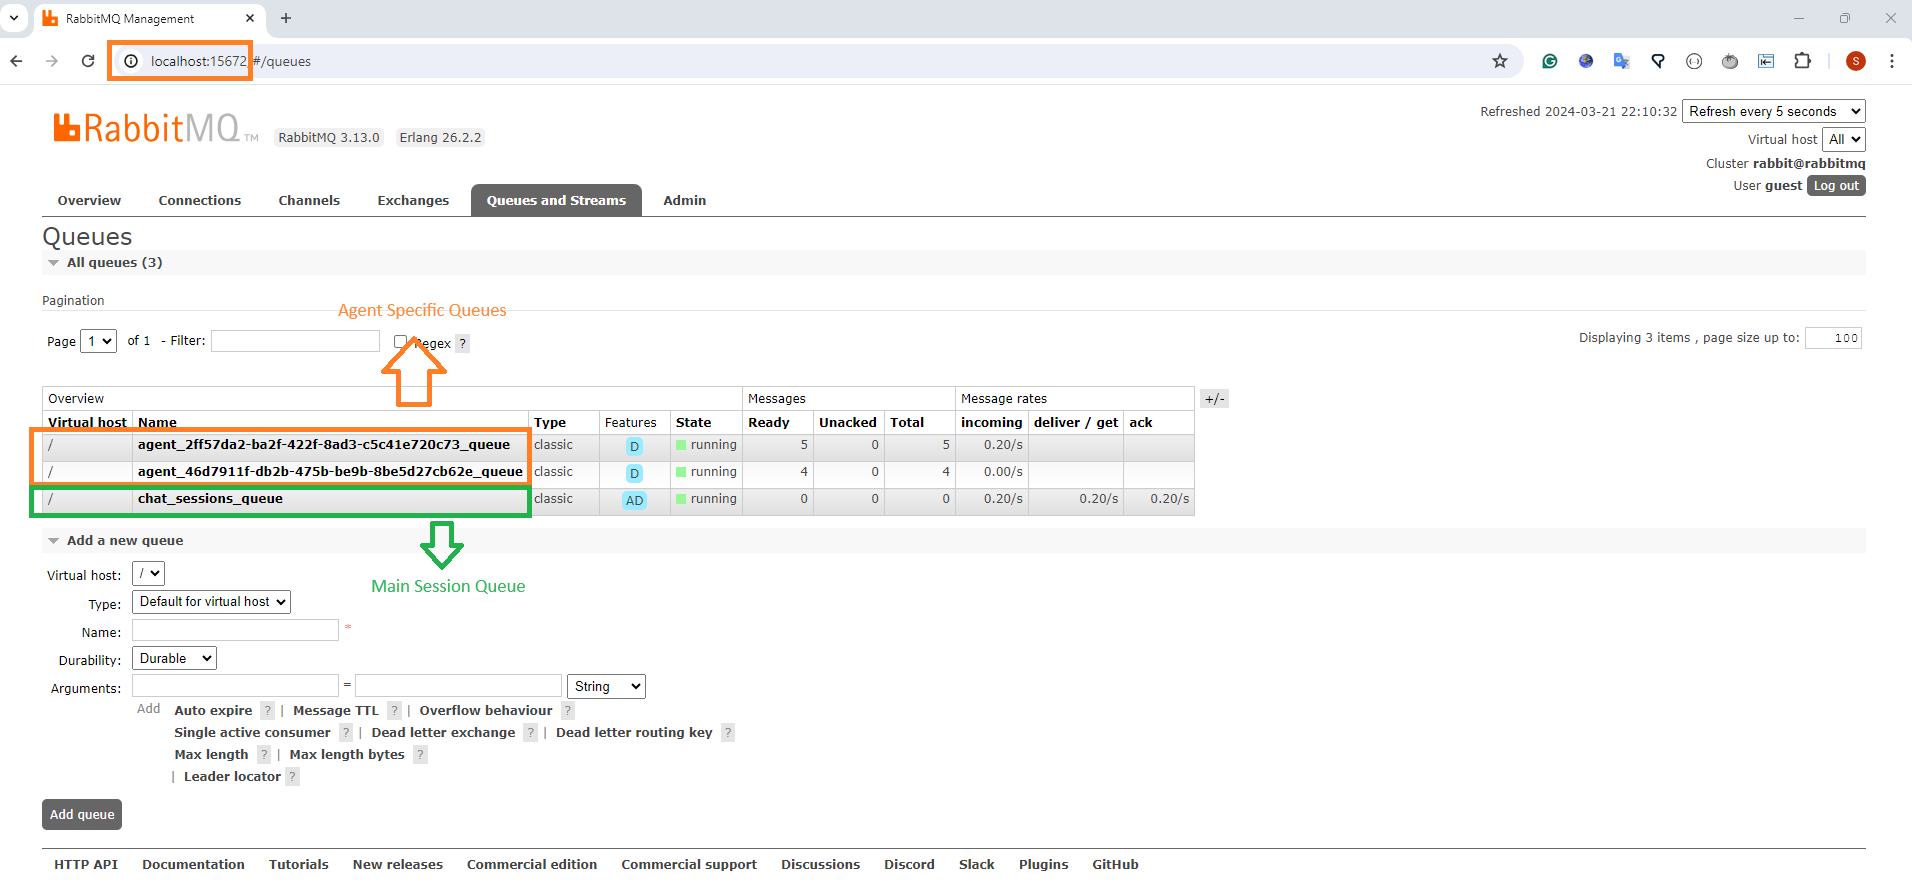 RabbitMQ Management
localhost:15672/#/queues
S
RabbitMQ TM RabbitMQ 3.13.0 Erlang 26.2.2
Refreshed 2024-03-21 22:10:32 Refresh every 5 seconds
Virtual host All
Cluster rabbit@rabbitmq
User guest Log out
Overview Connections Channels Exchanges Queues and Streams Admin
Queues
All queues (3)
Pagination
Agent Specific Queues
Page 1 of 1 - Filter: Regex ?
Displaying 3 items , page size up to: 100
Overview Messages Message rates +/-
Virtual host Name Type Features State Ready Unacked Total incoming deliver / get ack
/ agent_2ff57da2-ba2f-422f-8ad3-c5c41e720c73_queue classic D running 5 0 5 0.20/s
/ agent_46d7911f-db2b-475b-be9b-8be5d27cb62e_queue classic D running 4 0 4 0.00/s
/ chat_sessions_queue classic AD running 0 0 0 0.20/s 0.20/s 0.20/s
Add a new queue
Main Session Queue
Virtual host: /
Type: Default for virtual host
Name: *
Durability: Durable
Arguments: = String
Add Auto expire ? | Message TTL ? | Overflow behaviour ?
Single active consumer ? | Dead letter exchange ? | Dead letter routing key ?
Max length ? | Max length bytes ?
| Leader locator ?
Add queue
HTTP API Documentation Tutorials New releases Commercial edition Commercial support Discussions Discord Slack Plugins GitHub